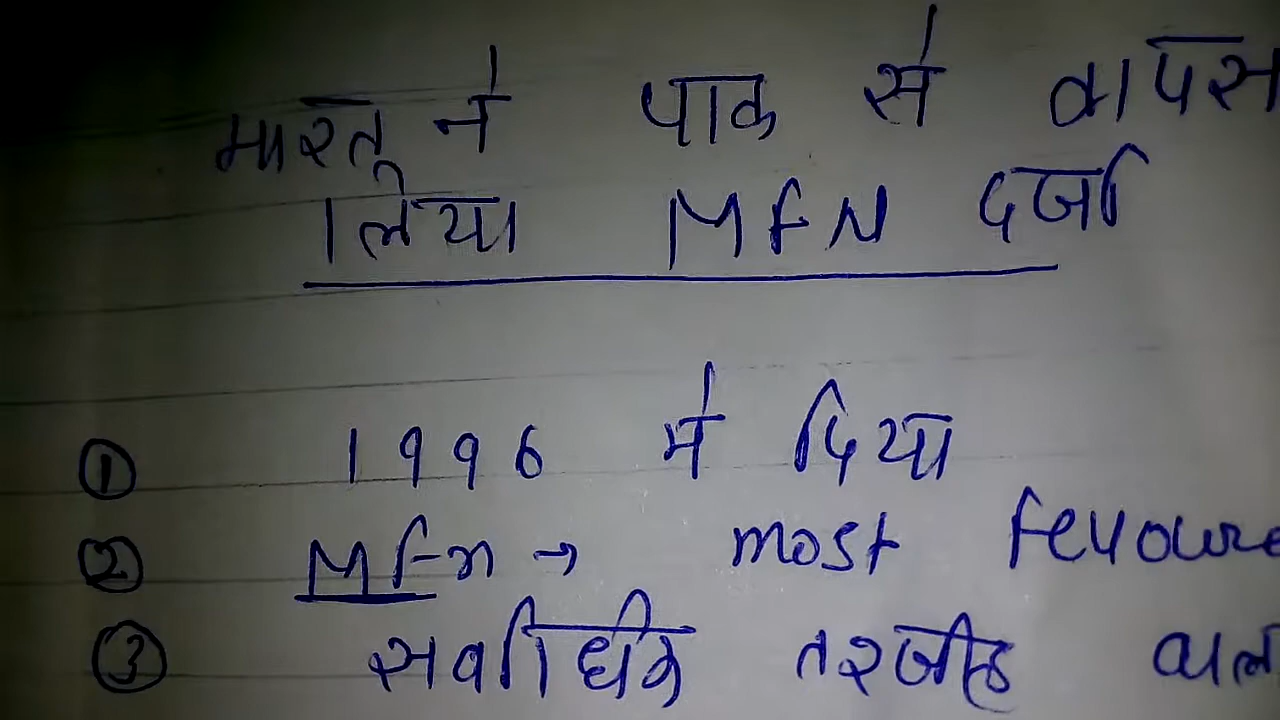 भारत ने पाक से वापस
लिया MFN दर्जा
① 1996 में दिया
② MFn → most Fevoure
③ सर्वाधिक तरजीह वाले